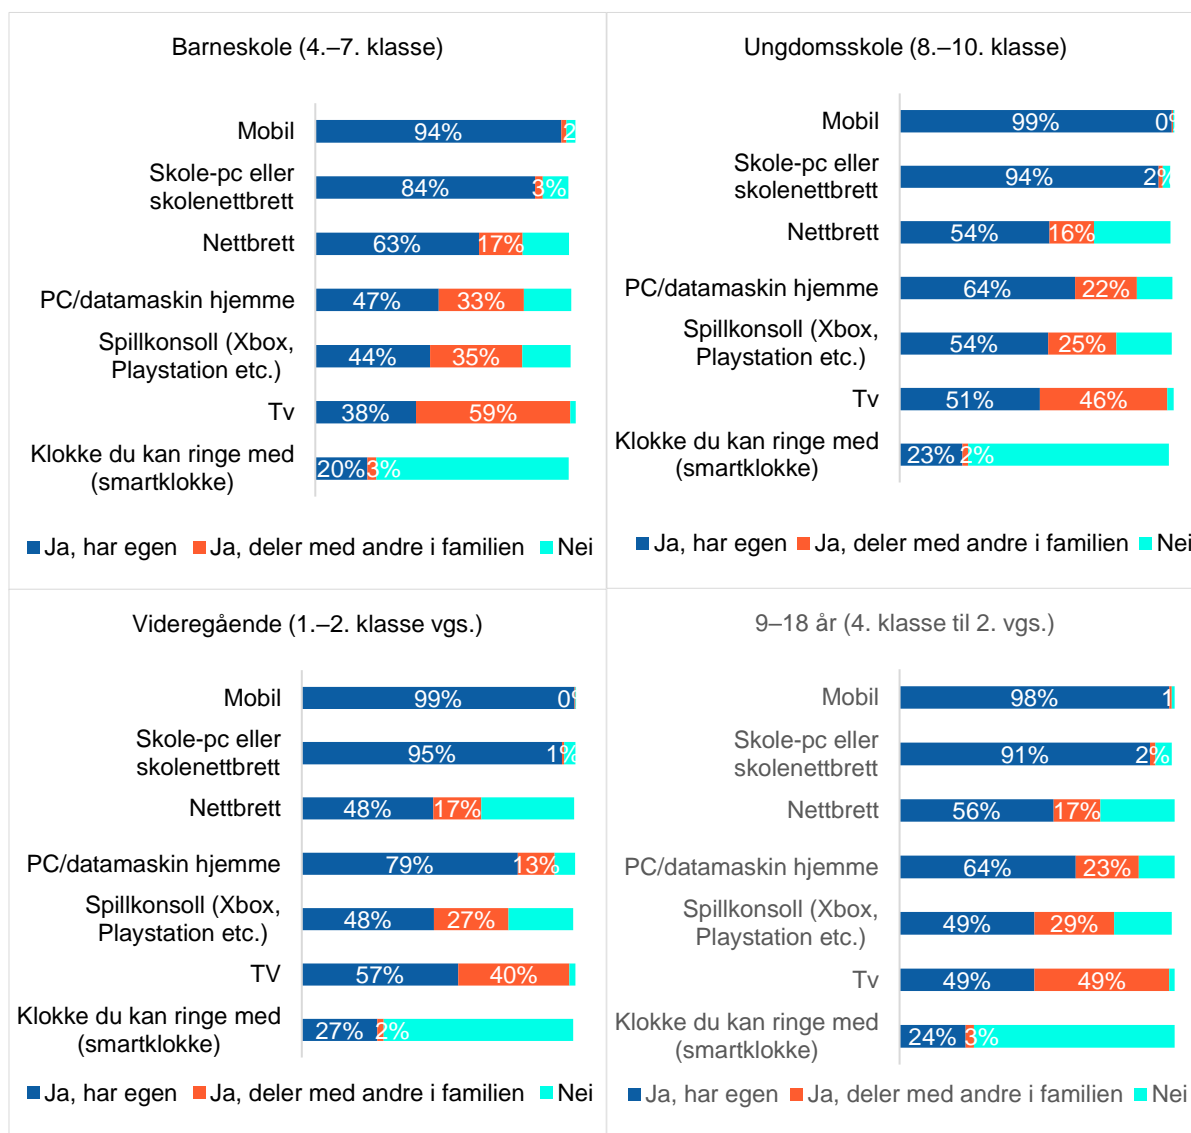 Barneskole (4.–7. klasse)
Mobil
94%
2
Skole-pc eller
skolenettbrett
84%
3%
Nettbrett
63%
17%
PC/datamaskin hjemme
47%
33%
Spillkonsoll (Xbox,
Playstation etc.)
44%
35%
Tv
38%
59%
Klokke du kan ringe med
(smartklokke)
20%
3%
Ja, har egen
Ja, deler med andre i familien
Nei
Ungdomsskole (8.–10. klasse)
Mobil
99%
0%
Skole-pc eller
skolenettbrett
94%
2%
Nettbrett
54%
16%
PC/datamaskin hjemme
64%
22%
Spillkonsoll (Xbox,
Playstation etc.)
54%
25%
Tv
51%
46%
Klokke du kan ringe med
(smartklokke)
23%
2%
Ja, har egen
Ja, deler med andre i familien
Nei
Videregående (1.–2. klasse vgs.)
Mobil
99%
0%
Skole-pc eller
skolenettbrett
95%
1%
Nettbrett
48%
17%
PC/datamaskin hjemme
79%
13%
Spillkonsoll (Xbox,
Playstation etc.)
48%
27%
TV
57%
40%
Klokke du kan ringe med
(smartklokke)
27%
2%
Ja, har egen
Ja, deler med andre i familien
Nei
9–18 år (4. klasse til 2. vgs.)
Mobil
98%
1
Skole-pc eller
skolenettbrett
91%
2%
Nettbrett
56%
17%
PC/datamaskin hjemme
64%
23%
Spillkonsoll (Xbox,
Playstation etc.)
49%
29%
Tv
49%
49%
Klokke du kan ringe med
(smartklokke)
24%
3%
Ja, har egen
Ja, deler med andre i familien
Nei